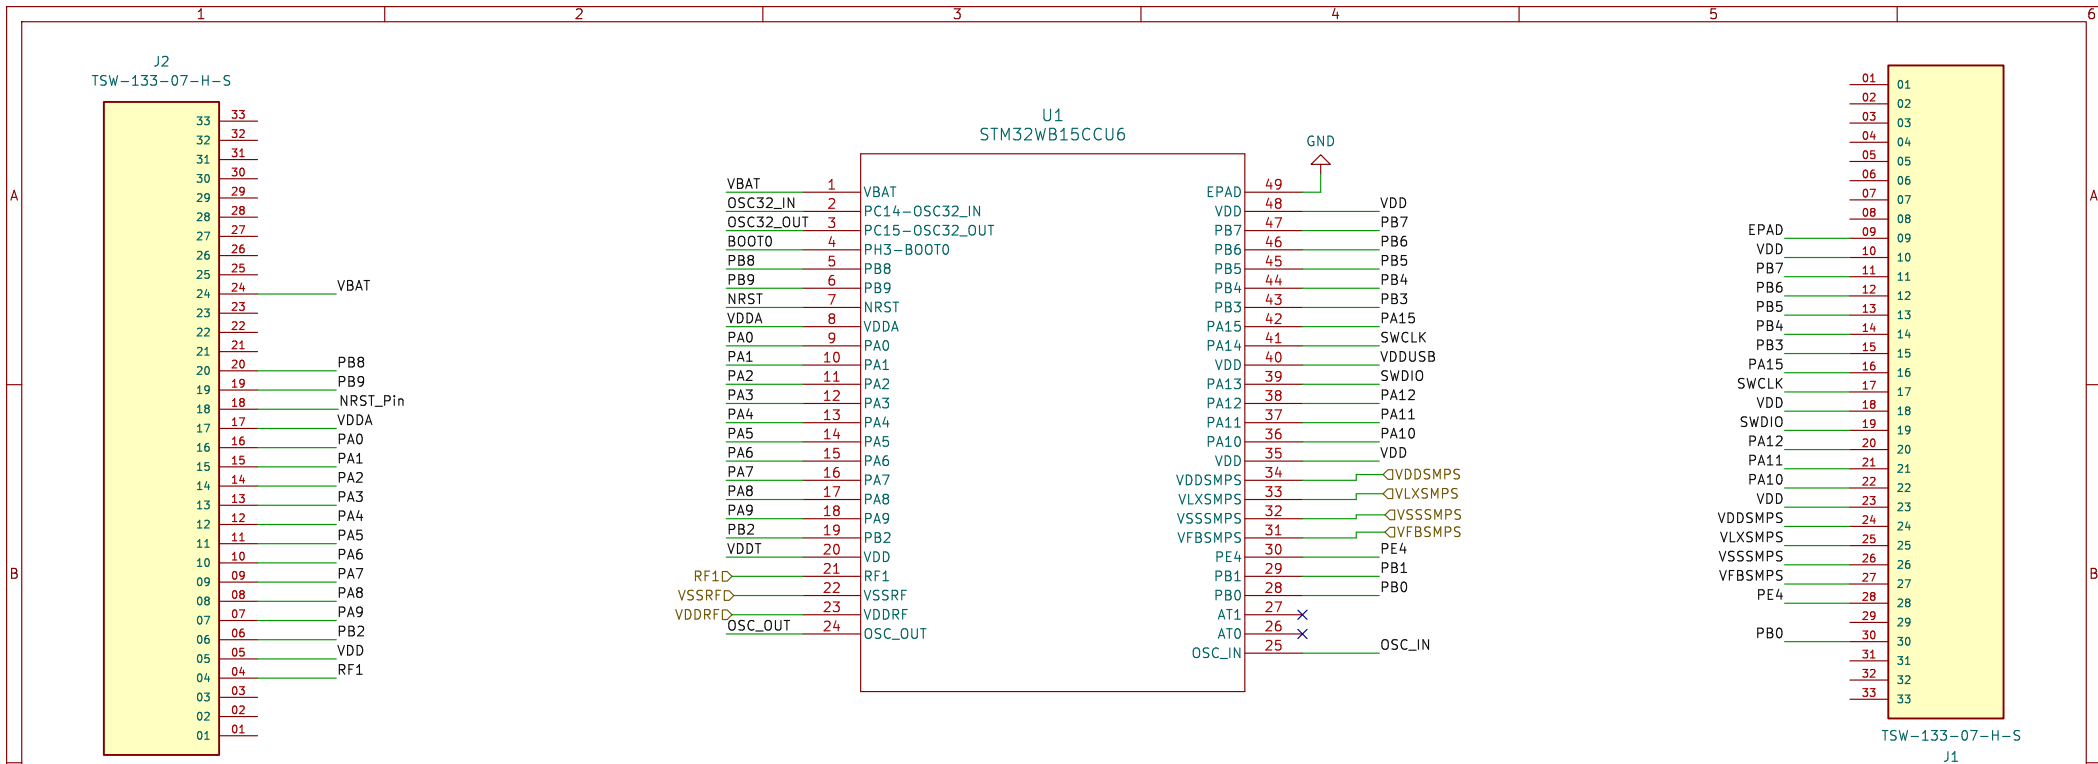 1 2 3 4 5 6
A A
B B
J2
TSW-133-07-H-S
33 33
32 32
31 31
30 30
29 29
28 28
27 27
26 26
25 25
24 24 VBAT
23 23
22 22
21 21
20 20 PB8
19 19 PB9
18 18 NRST_Pin
17 17 VDDA
16 16 PA0
15 15 PA1
14 14 PA2
13 13 PA3
12 12 PA4
11 11 PA5
10 10 PA6
09 09 PA7
08 08 PA8
07 07 PA9
06 06 PB2
05 05 VDD
04 04 RF1
03 03
02 02
01 01
U1
STM32WB15CCU6
GND
VBAT 1 VBAT
OSC32_IN 2 PC14-OSC32_IN
OSC32_OUT 3 PC15-OSC32_OUT
BOOT0 4 PH3-BOOT0
PB8 5 PB8
PB9 6 PB9
NRST 7 NRST
VDDA 8 VDDA
PA0 9 PA0
PA1 10 PA1
PA2 11 PA2
PA3 12 PA3
PA4 13 PA4
PA5 14 PA5
PA6 15 PA6
PA7 16 PA7
PA8 17 PA8
PA9 18 PA9
PB2 19 PB2
VDDT 20 VDD
RF1 21 RF1
VSSRF 22 VSSRF
VDDRF 23 VDDRF
OSC_OUT 24 OSC_OUT
EPAD 49
VDD 48 VDD
PB7 47 PB7
PB6 46 PB6
PB5 45 PB5
PB4 44 PB4
PB3 43 PB3
PA15 42 PA15
PA14 41 SWCLK
VDD 40 VDDUSB
PA13 39 SWDIO
PA12 38 PA12
PA11 37 PA11
PA10 36 PA10
VDD 35 VDD
VDDSMPS 34 VDDSMPS
VLXSMPS 33 VLXSMPS
VSSSMPS 32 VSSSMPS
VFBSMPS 31 VFBSMPS
PE4 30 PE4
PB1 29 PB1
PB0 28 PB0
AT1 27
AT0 26
OSC_IN 25 OSC_IN
01 01
02 02
03 03
04 04
05 05
06 06
07 07
08 08
EPAD 09 09
VDD 10 10
PB7 11 11
PB6 12 12
PB5 13 13
PB4 14 14
PB3 15 15
PA15 16 16
SWCLK 17 17
VDD 18 18
SWDIO 19 19
PA12 20 20
PA11 21 21
PA10 22 22
VDD 23 23
VDDSMPS 24 24
VLXSMPS 25 25
VSSSMPS 26 26
VFBSMPS 27 27
PE4 28 28
29 29
PB0 30 30
31 31
32 32
33 33
TSW-133-07-H-S
J1